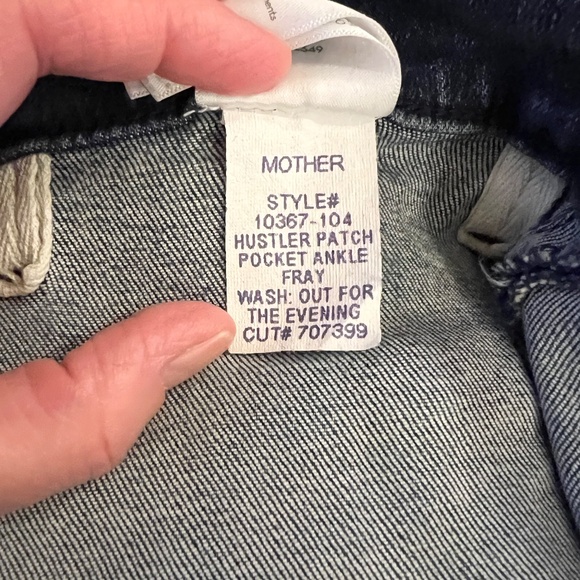 MOTHER
STYLE#
10367-104
HUSTLER PATCH
POCKET ANKLE
FRAY
WASH: OUT FOR
THE EVENING
CUT# 707399